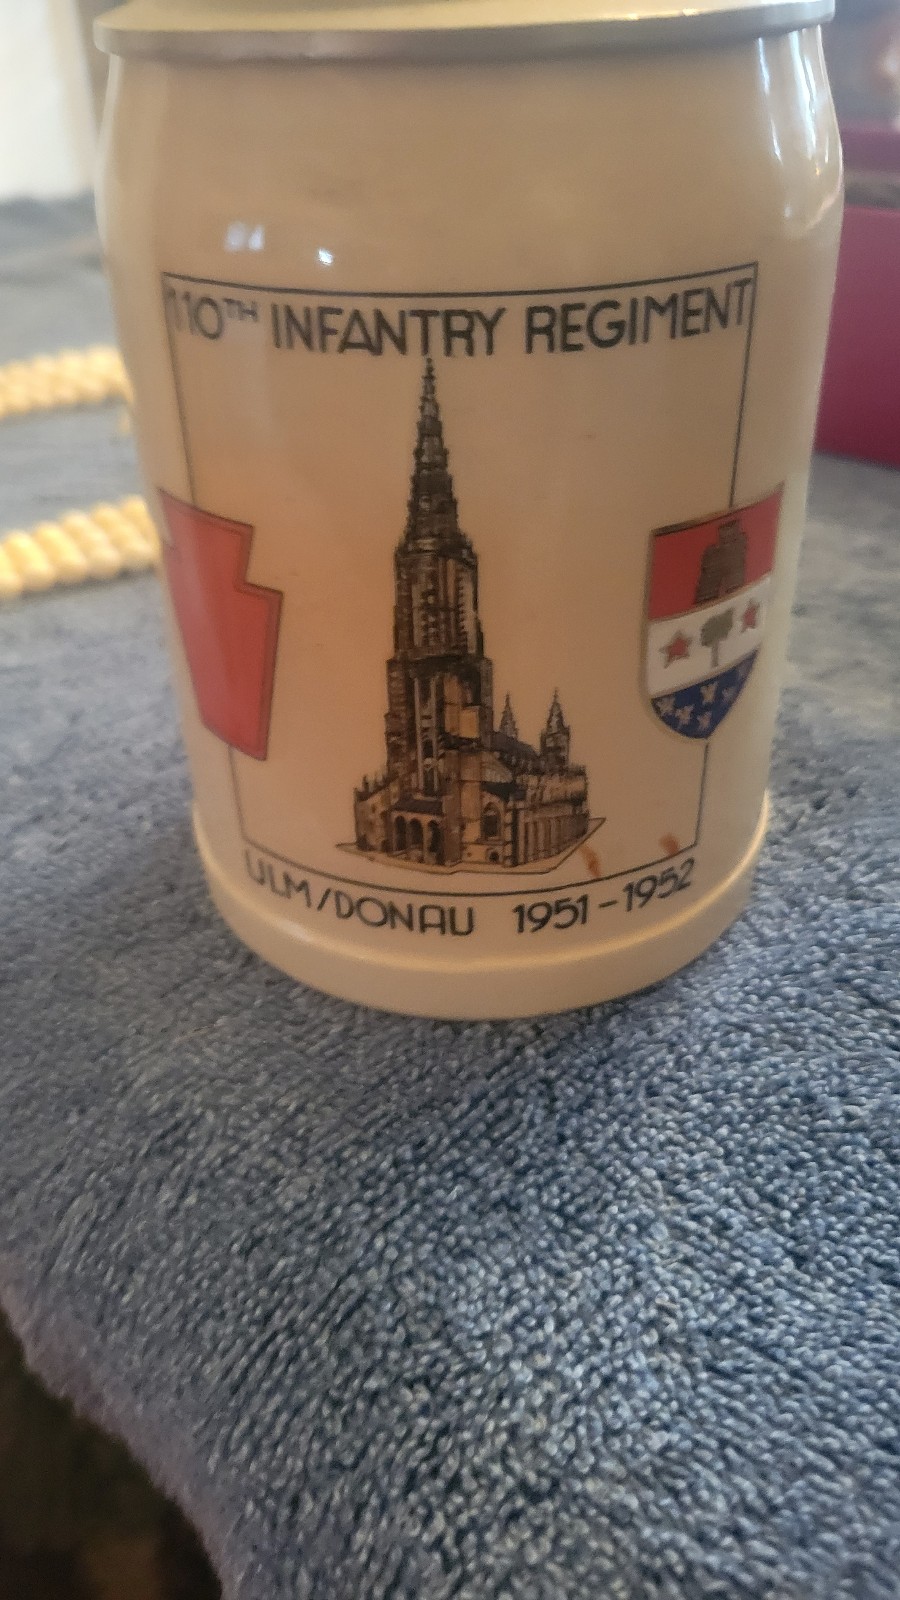 110TH INFANTRY REGIMENT
ULM/DONAU 1951-1952